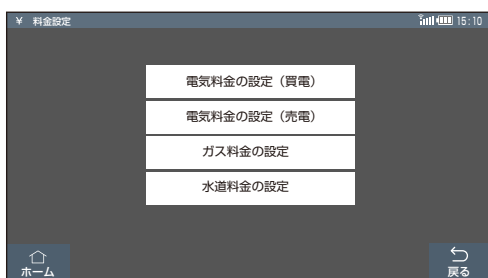 ¥ 料金設定 15:10
電気料金の設定（買電）
電気料金の設定（売電）
ガス料金の設定
水道料金の設定
ホーム 戻る